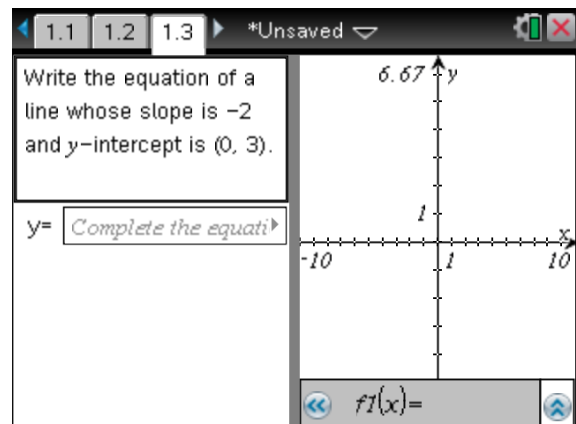 1.1 1.2 1.3 *Unsaved
Write the equation of a
line whose slope is −2
and y−intercept is (0, 3).
y= Complete the equati
6.67 y
1
x
-10 1 10
f1(x)=